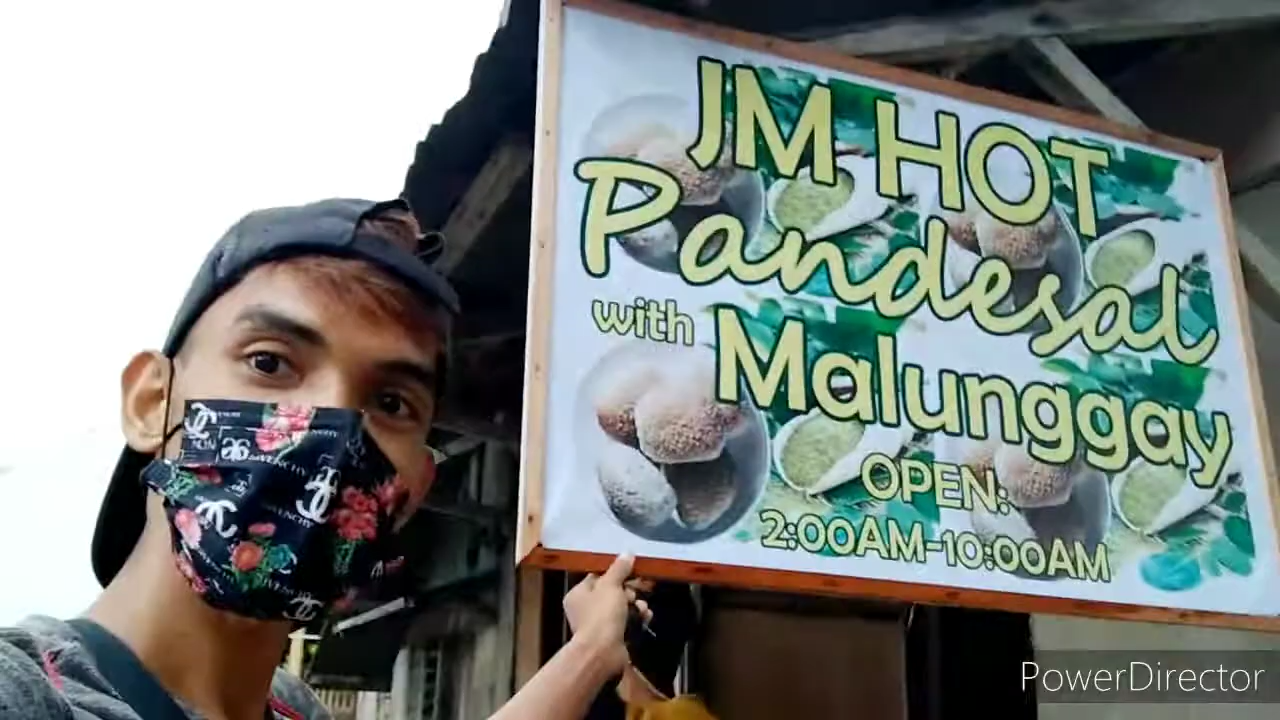 JM HOT
Pandesal
with Malunggay
OPEN:
2:00AM-10:00AM
PowerDirector